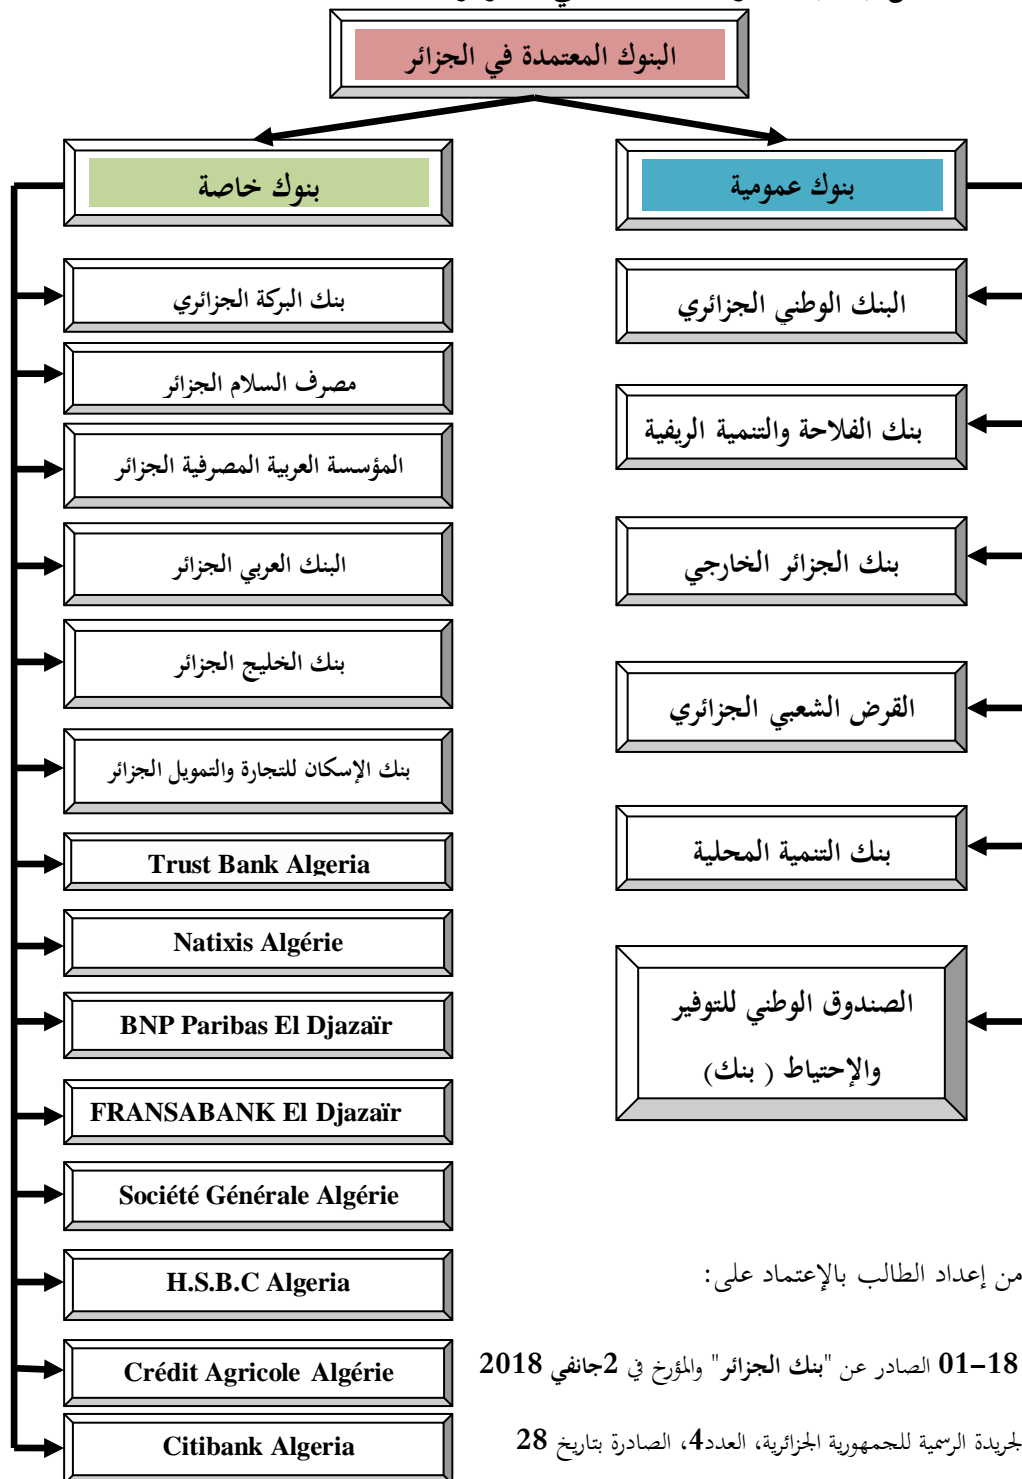 البنوك المعتمدة في الجزائر
بنوك عمومية
البنك الوطني الجزائري
بنك الفلاحة والتنمية الريفية
بنك الجزائر الخارجي
القرض الشعبي الجزائري
بنك التنمية المحلية
الصندوق الوطني للتوفير
والإحتياط ( بنك)
بنوك خاصة
بنك البركة الجزائري
مصرف السلام الجزائر
المؤسسة العربية المصرفية الجزائر
البنك العربي الجزائر
بنك الخليج الجزائر
بنك الإسكان للتجارة والتمويل الجزائر
Trust Bank Algeria
Natixis Algérie
BNP Paribas El Djazaïr
FRANSABANK El Djazaïr
Société Générale Algérie
H.S.B.C Algeria
Crédit Agricole Algérie
Citibank Algeria
من إعداد الطالب بالإعتماد على:
18–01 الصادر عن "بنك الجزائر" والمؤرخ في 2جانفي 2018
لجريدة الرسمية للجمهورية الجزائرية، العدد4، الصادرة بتاريخ 28